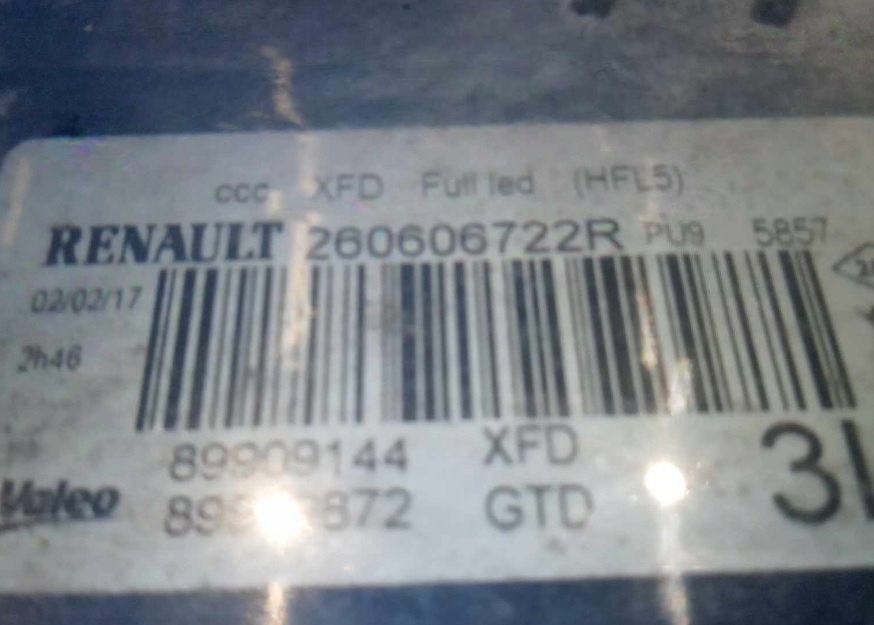 ccc XFD Full led (HFL5)
RENAULT 260606722R PU9 5857
02/02/17
2h46
89909144 XFD
Valeo
GTD